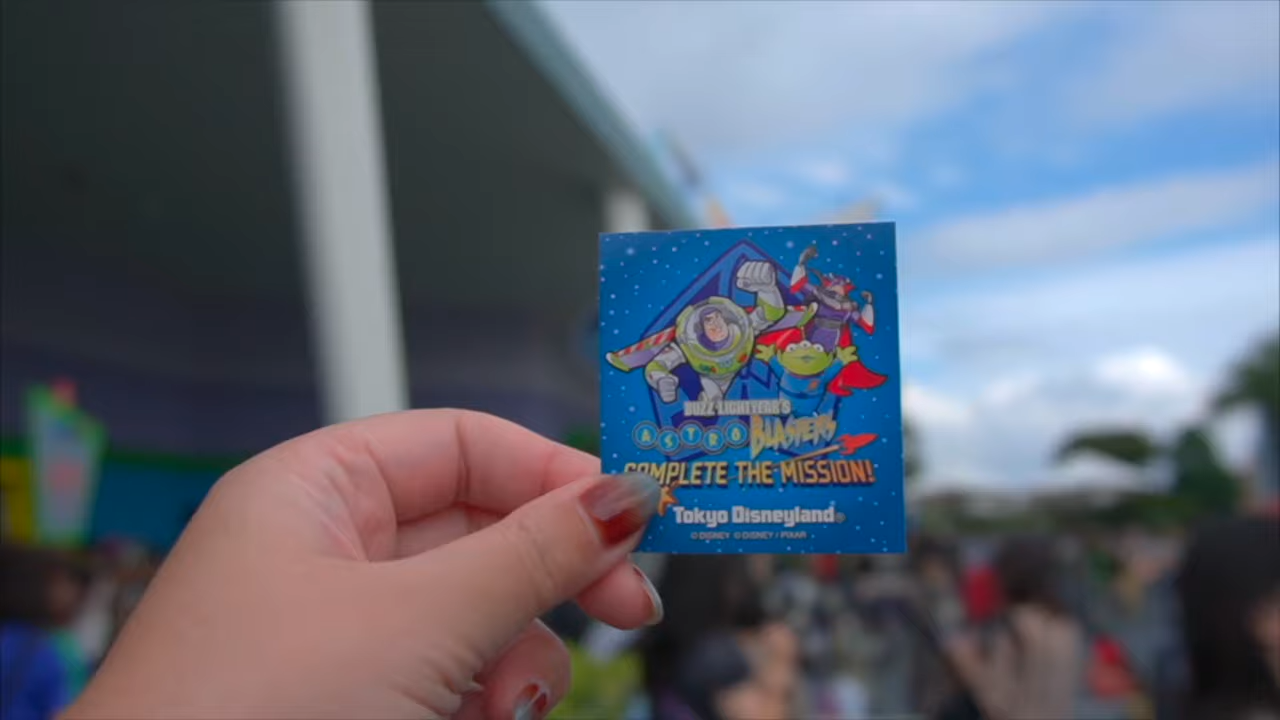 BUZZ LIGHTYEAR'S
ASTRO BLASTERS
COMPLETE THE MISSION!
Tokyo Disneyland®
© DISNEY © DISNEY / PIXAR